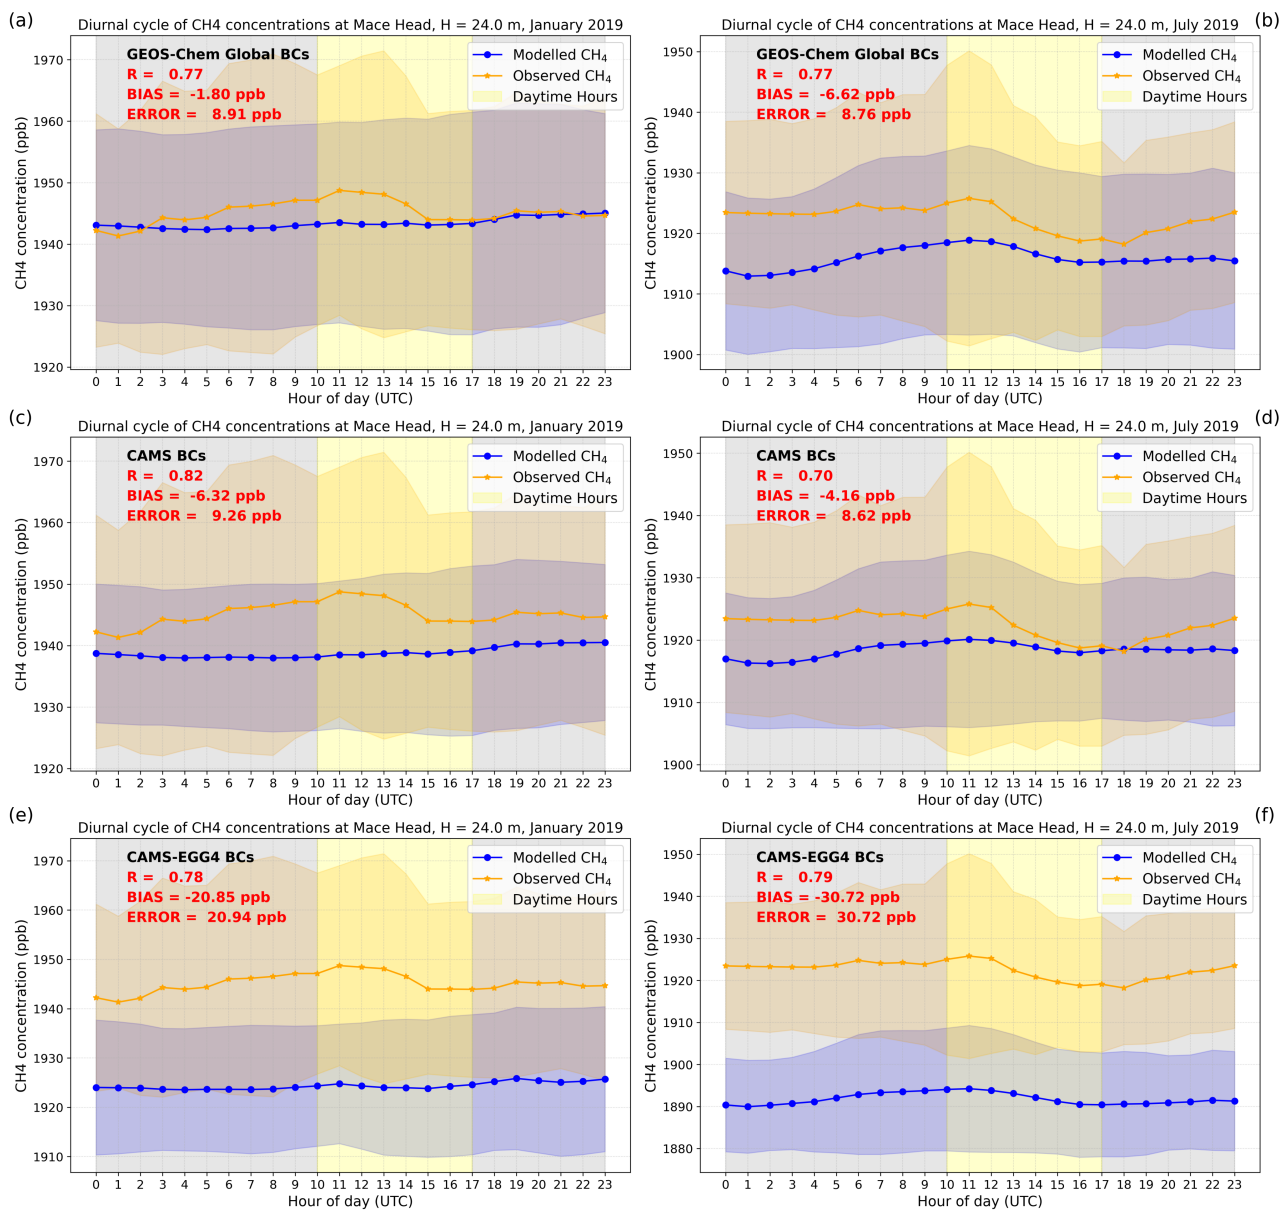 (a)
Diurnal cycle of CH4 concentrations at Mace Head, H = 24.0 m, January 2019
GEOS-Chem Global BCs
R = 0.77
BIAS = -1.80 ppb
ERROR = 8.91 ppb
Modelled CH₄
Observed CH₄
Daytime Hours
CH4 concentration (ppb)
1970
1960
1950
1940
1930
1920
0 1 2 3 4 5 6 7 8 9 10 11 12 13 14 15 16 17 18 19 20 21 22 23
Hour of day (UTC)
(b)
Diurnal cycle of CH4 concentrations at Mace Head, H = 24.0 m, July 2019
GEOS-Chem Global BCs
R = 0.77
BIAS = -6.62 ppb
ERROR = 8.76 ppb
Modelled CH₄
Observed CH₄
Daytime Hours
CH4 concentration (ppb)
1950
1940
1930
1920
1910
1900
0 1 2 3 4 5 6 7 8 9 10 11 12 13 14 15 16 17 18 19 20 21 22 23
Hour of day (UTC)
(c)
Diurnal cycle of CH4 concentrations at Mace Head, H = 24.0 m, January 2019
CAMS BCs
R = 0.82
BIAS = -6.32 ppb
ERROR = 9.26 ppb
Modelled CH₄
Observed CH₄
Daytime Hours
CH4 concentration (ppb)
1970
1960
1950
1940
1930
1920
0 1 2 3 4 5 6 7 8 9 10 11 12 13 14 15 16 17 18 19 20 21 22 23
Hour of day (UTC)
(d)
Diurnal cycle of CH4 concentrations at Mace Head, H = 24.0 m, July 2019
CAMS BCs
R = 0.70
BIAS = -4.16 ppb
ERROR = 8.62 ppb
Modelled CH₄
Observed CH₄
Daytime Hours
CH4 concentration (ppb)
1950
1940
1930
1920
1910
1900
0 1 2 3 4 5 6 7 8 9 10 11 12 13 14 15 16 17 18 19 20 21 22 23
Hour of day (UTC)
(e)
Diurnal cycle of CH4 concentrations at Mace Head, H = 24.0 m, January 2019
CAMS-EGG4 BCs
R = 0.78
BIAS = -20.85 ppb
ERROR = 20.94 ppb
Modelled CH₄
Observed CH₄
Daytime Hours
CH4 concentration (ppb)
1970
1960
1950
1940
1930
1920
1910
0 1 2 3 4 5 6 7 8 9 10 11 12 13 14 15 16 17 18 19 20 21 22 23
Hour of day (UTC)
(f)
Diurnal cycle of CH4 concentrations at Mace Head, H = 24.0 m, July 2019
CAMS-EGG4 BCs
R = 0.79
BIAS = -30.72 ppb
ERROR = 30.72 ppb
Modelled CH₄
Observed CH₄
Daytime Hours
CH4 concentration (ppb)
1950
1940
1930
1920
1910
1900
1890
1880
0 1 2 3 4 5 6 7 8 9 10 11 12 13 14 15 16 17 18 19 20 21 22 23
Hour of day (UTC)